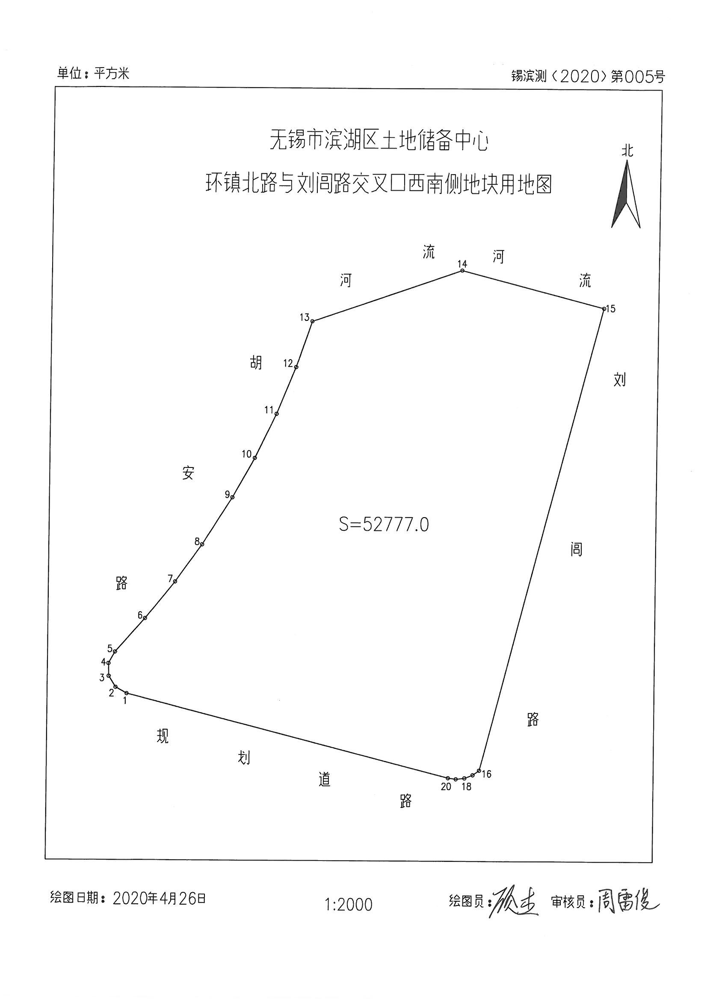 单位：平方米
锡滨测〈2020〉第005号
无锡市滨湖区土地储备中心
环镇北路与刘闾路交叉口西南侧地块用地图
北
河流
河流
14
15
13
胡安路
12
11
10
9
8
7
6
5
4
3
2
1
刘闾路
S=52777.0
16
18
20
规划道路
绘图日期：2020年4月26日
1:2000
绘图员：
审核员：周雷俊